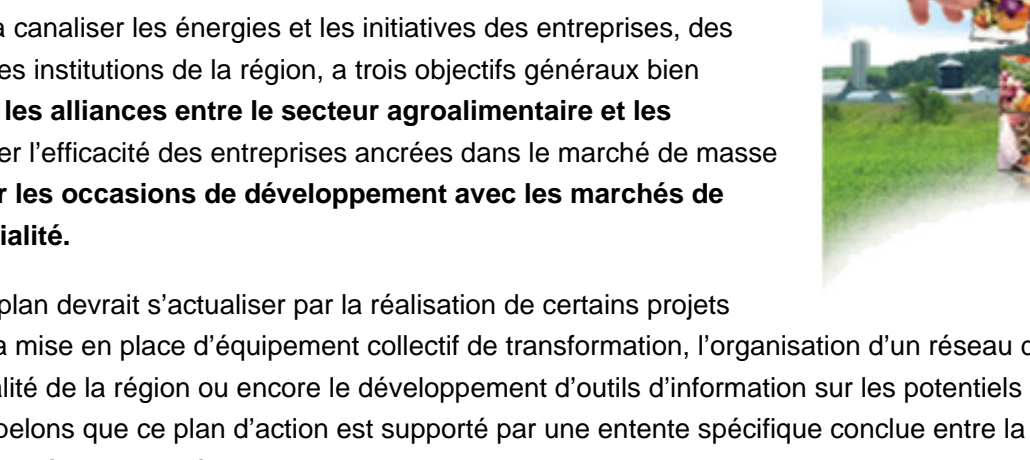 a canaliser les énergies et les initiatives des entreprises, des
es institutions de la région, a trois objectifs généraux bien
les alliances entre le secteur agroalimentaire et les
er l’efficacité des entreprises ancrées dans le marché de masse
r les occasions de développement avec les marchés de
ialité.
plan devrait s’actualiser par la réalisation de certains projets
a mise en place d’équipement collectif de transformation, l’organisation d’un réseau
alité de la région ou encore le développement d’outils d’information sur les potentiels
pelons que ce plan d’action est supporté par une entente spécifique conclue entre la